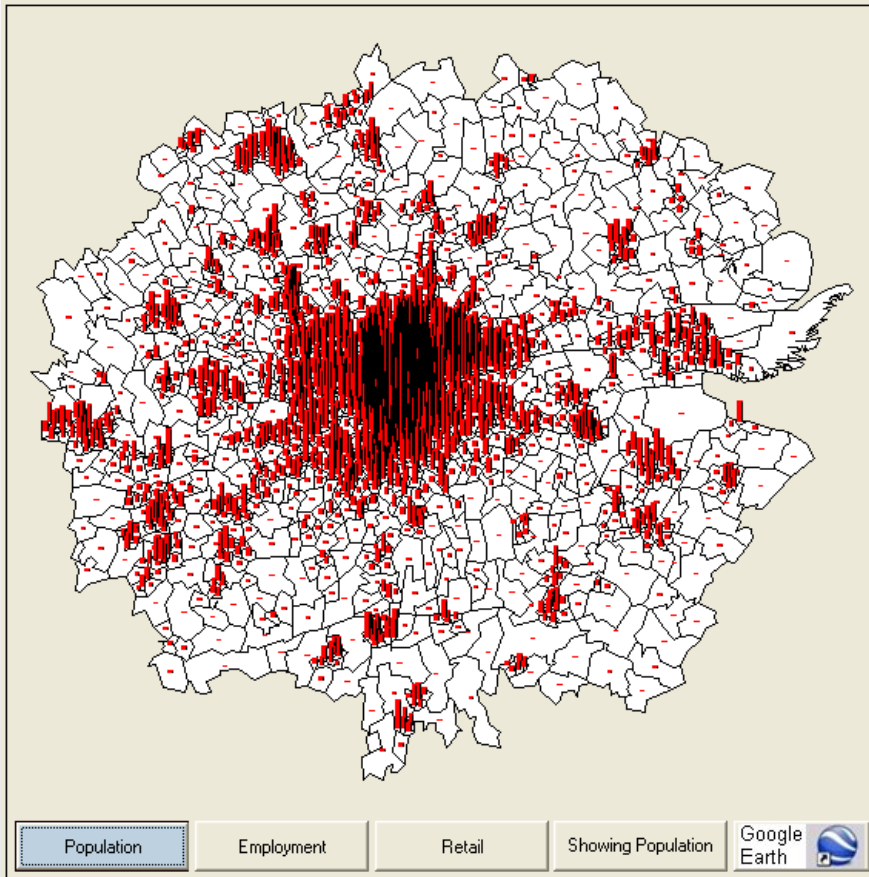 Population
Employment
Retail
Showing Population
Google
Earth